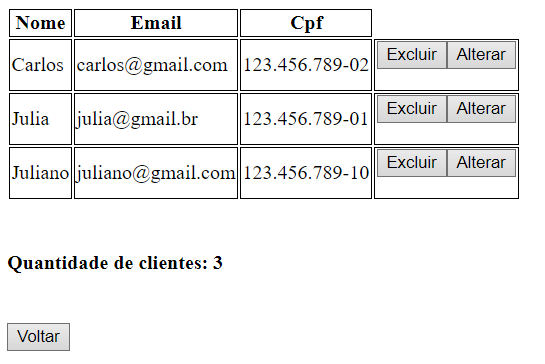 Nome Email Cpf
Carlos carlos@gmail.com 123.456.789-02 Excluir Alterar
Julia julia@gmail.br 123.456.789-01 Excluir Alterar
Juliano juliano@gmail.com 123.456.789-10 Excluir Alterar
Quantidade de clientes: 3
Voltar